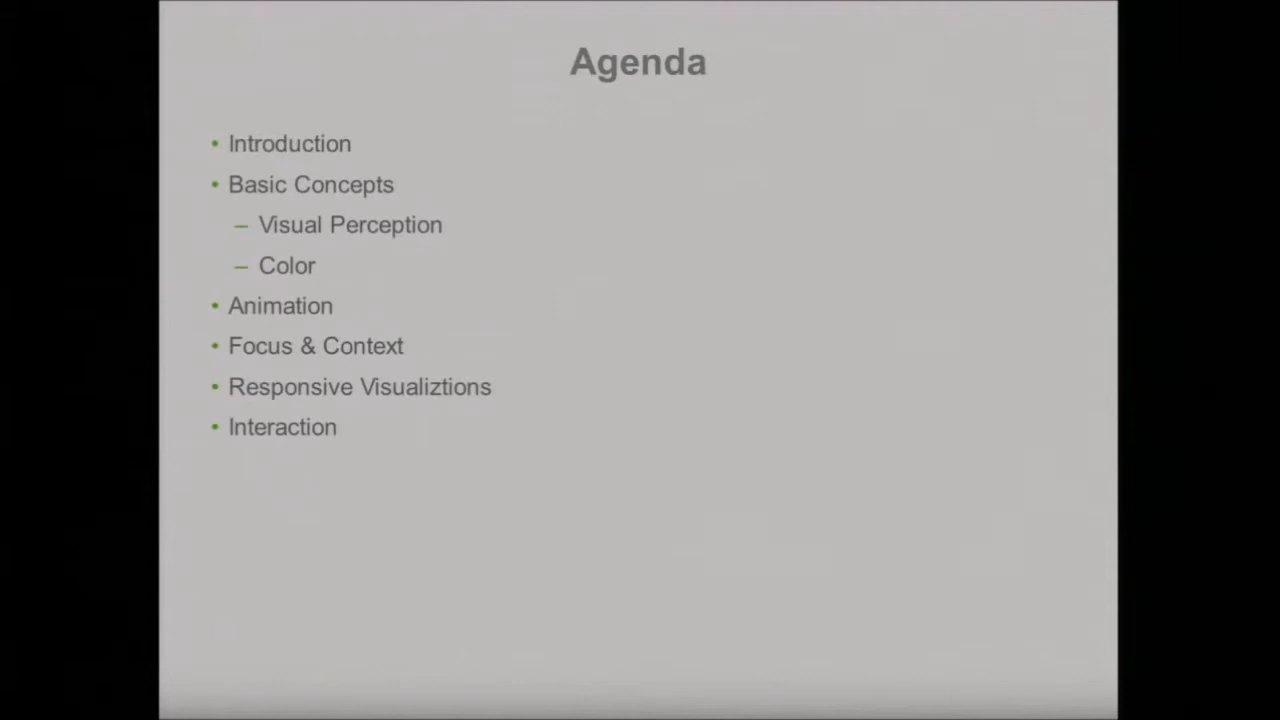 Agenda
• Introduction
• Basic Concepts
– Visual Perception
– Color
• Animation
• Focus & Context
• Responsive Visualiztions
• Interaction